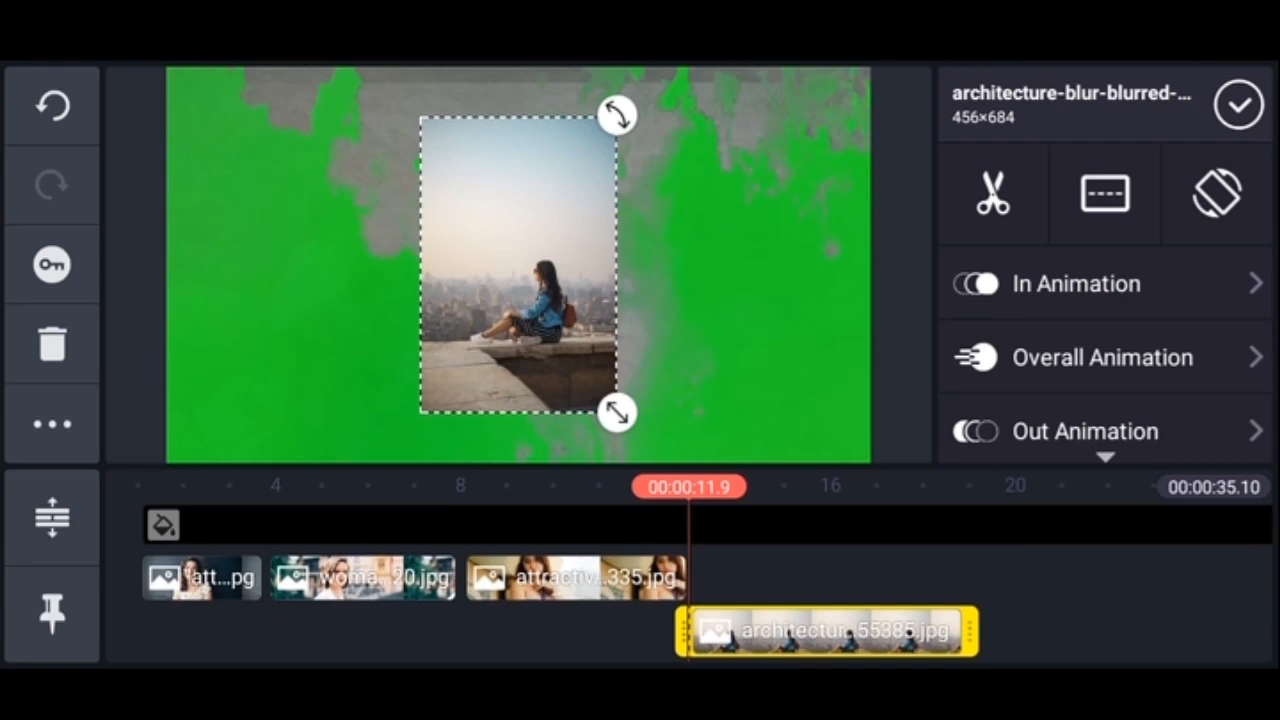 architecture-blur-blurred-...
456×684
In Animation
Overall Animation
Out Animation
4
8
00:00:11.9
16
20
00:00:35.10
att...pg
woma...20.jpg
attractiv...335.jpg
architectur...55385.jpg